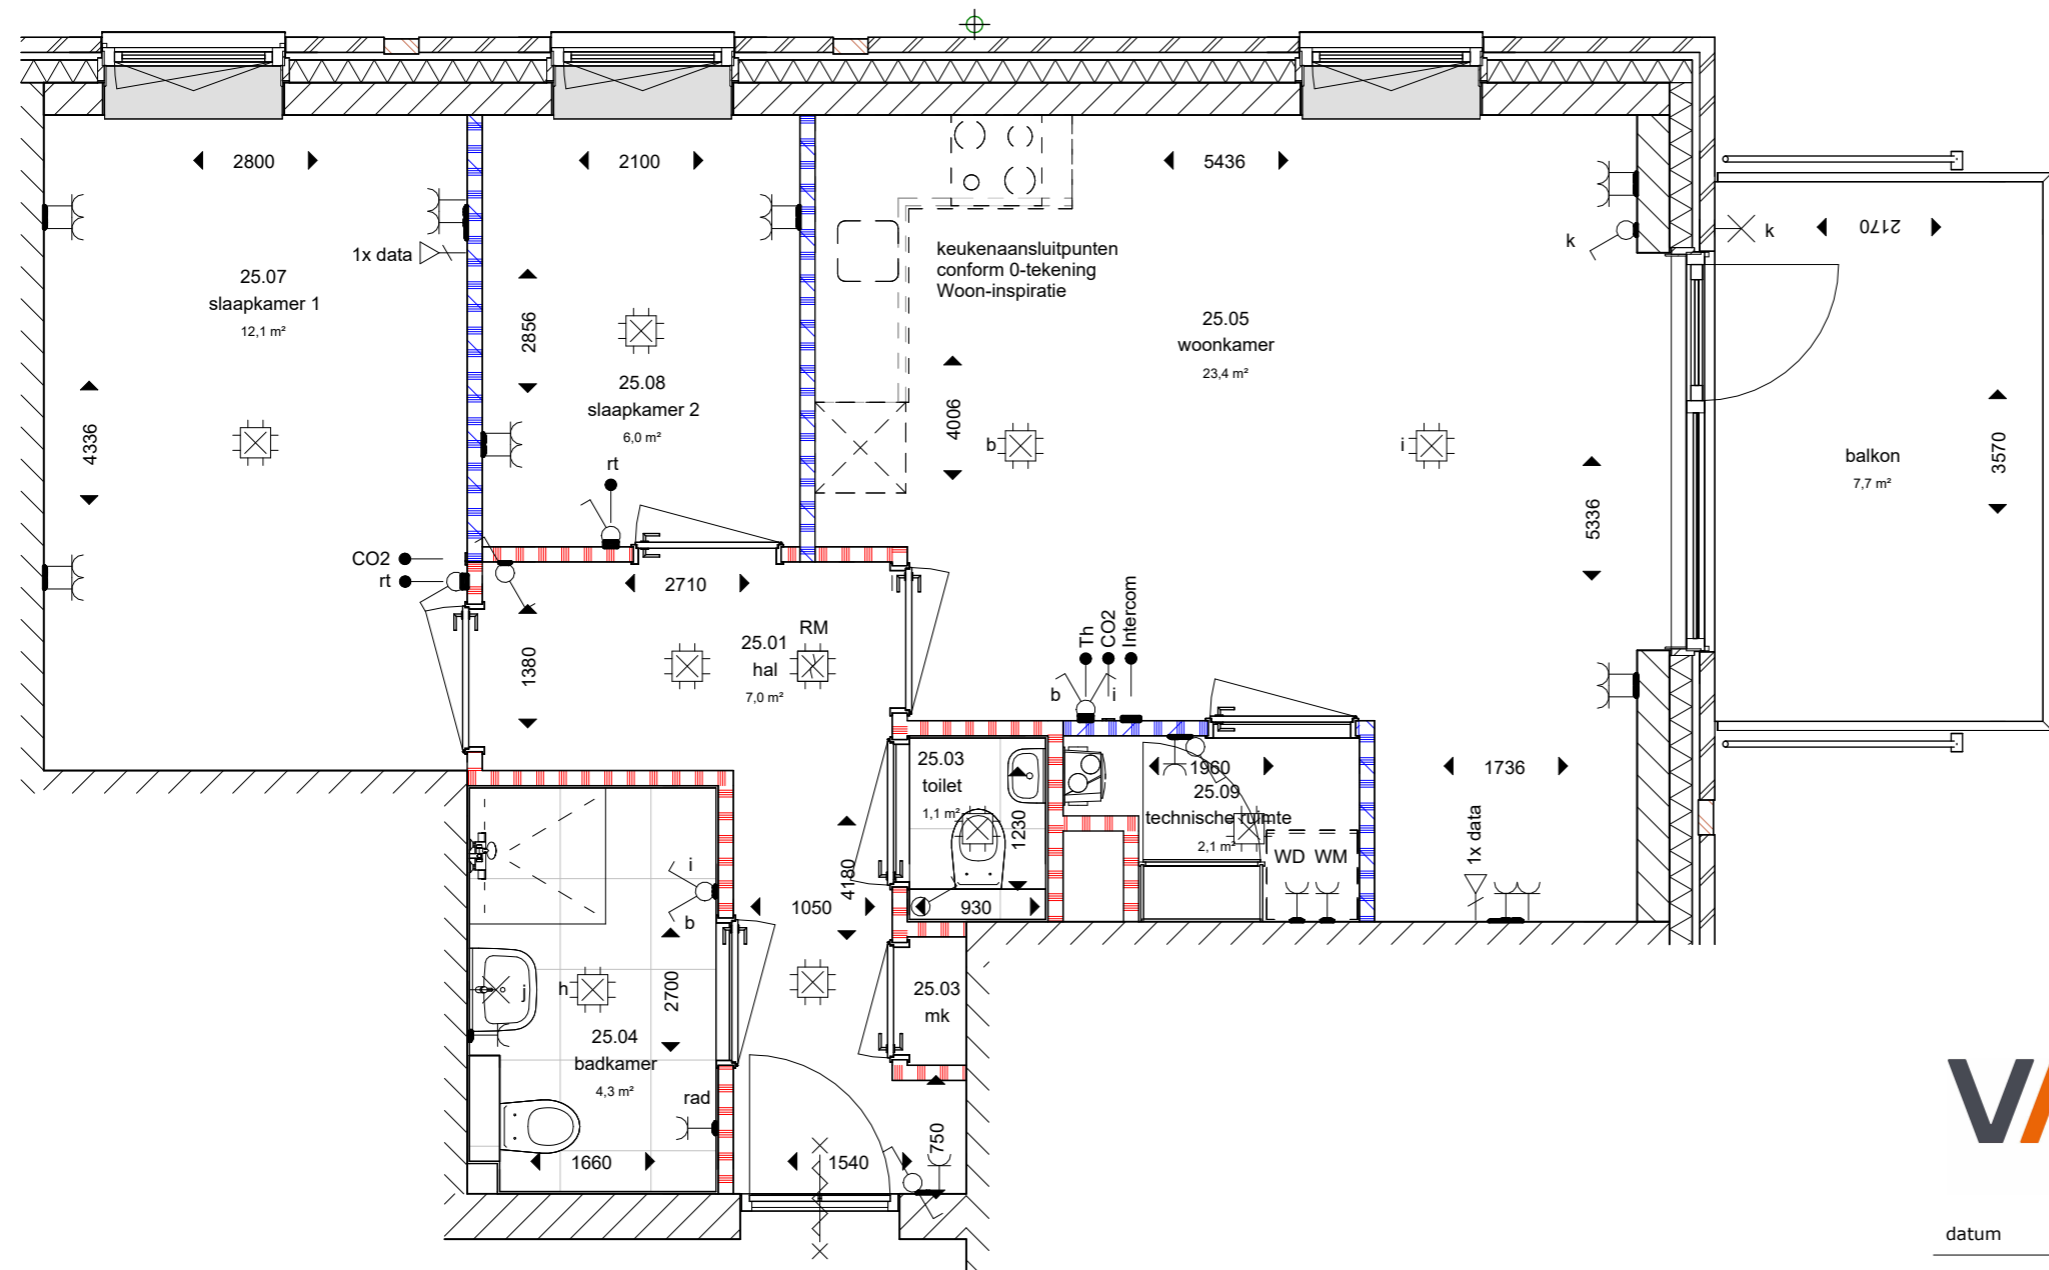 2800
2100
5436
2170
k
k
1x data
keukenaansluitpunten
conform 0-tekening
Woon-inspiratie
25.07
slaapkamer 1
12,1 m²
2856
25.05
woonkamer
23,4 m²
25.08
slaapkamer 2
6,0 m²
4336
4006
b
i
balkon
7,7 m²
3570
rt
5336
CO2
rt
2710
1380
25.01
hal
7,0 m²
RM
Th
CO2
Intercom
b
i
25.03
toilet
1,1 m²
1230
1960
25.09
technische ruimte
2,1 m²
WD
WM
1736
1x data
4180
i
b
1050
930
2700
j
h
25.04
badkamer
4,3 m²
25.03
mk
rad
750
1660
1540
datum